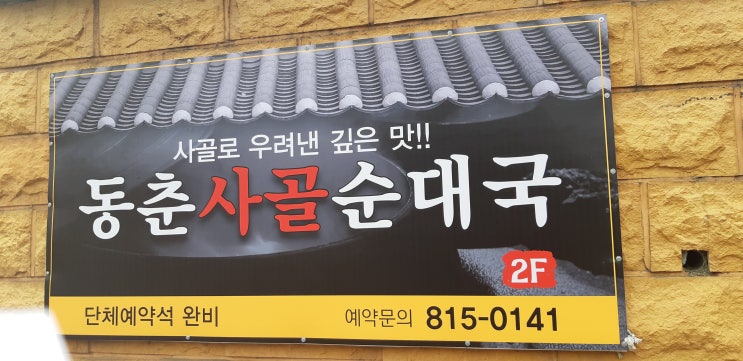 사골로 우려낸 깊은 맛!!
동춘사골순대국
2F
단체예약석 완비 예약문의 815-0141